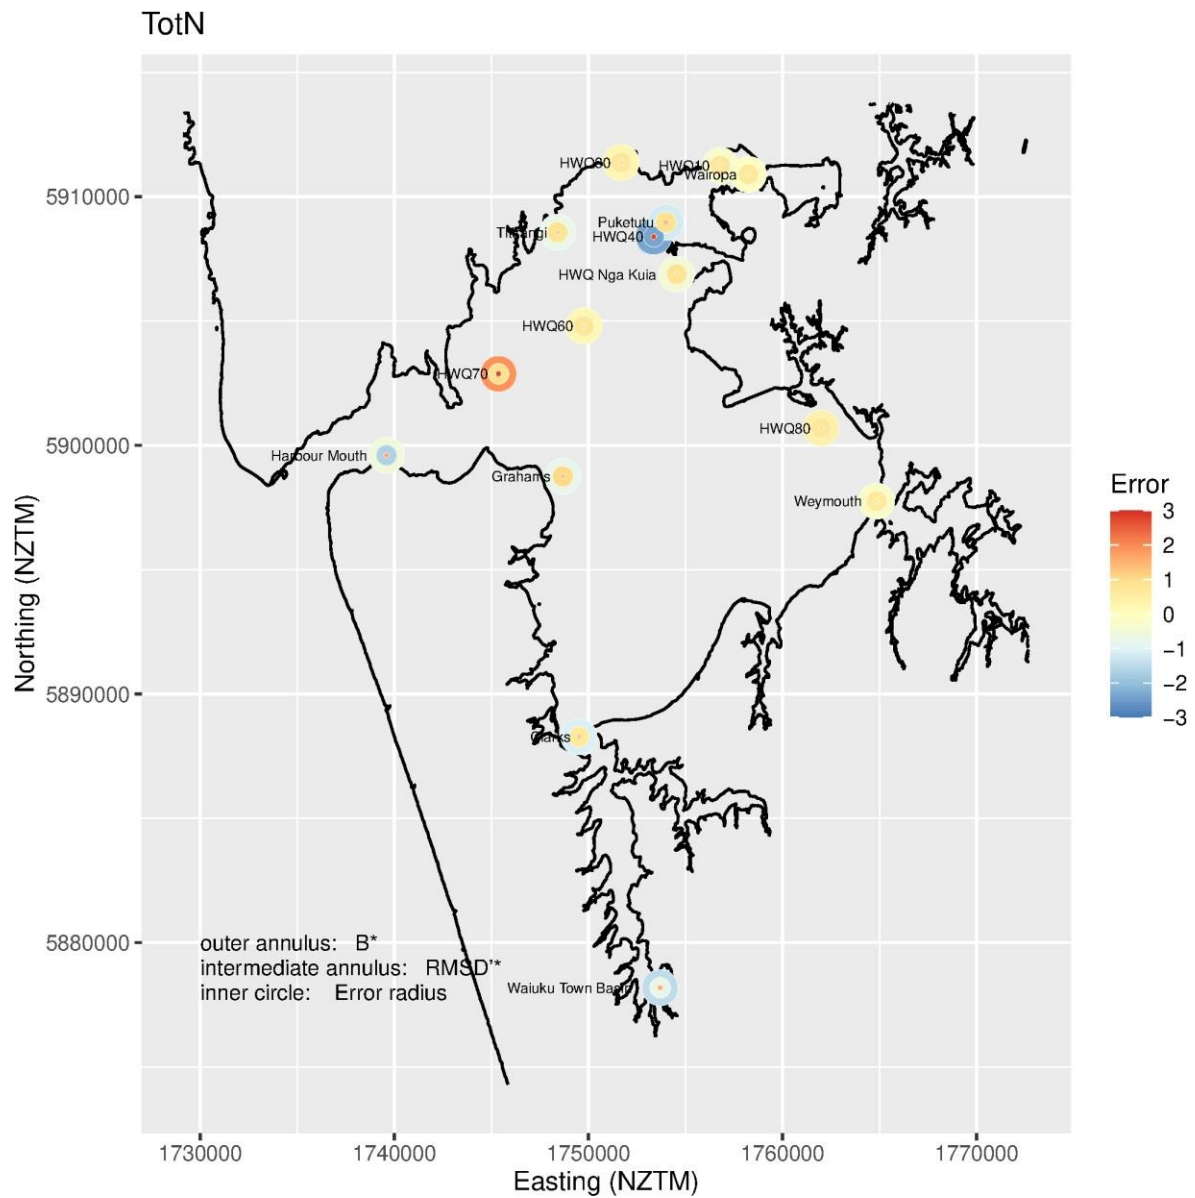 TotN
5910000
5900000
5890000
5880000
Northing (NZTM)
HWQ10
Wairopa
Puketutu
HWQ40
HWQ Nga Kuia
HWQ60
HWQ70
HWQ80
Harbour Mouth
Grahams
Weymouth
Clarks
Waiuku Town Basin
outer annulus: B*
intermediate annulus: RMSD'*
inner circle: Error radius
Error
3
2
1
0
−1
−2
−3
1730000 1740000 1750000 1760000 1770000
Easting (NZTM)